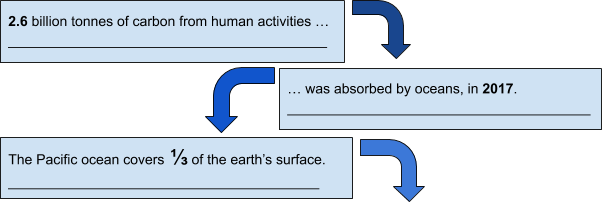 2.6 billion tonnes of carbon from human activities …
… was absorbed by oceans, in 2017.
The Pacific ocean covers ⅓ of the earth's surface.